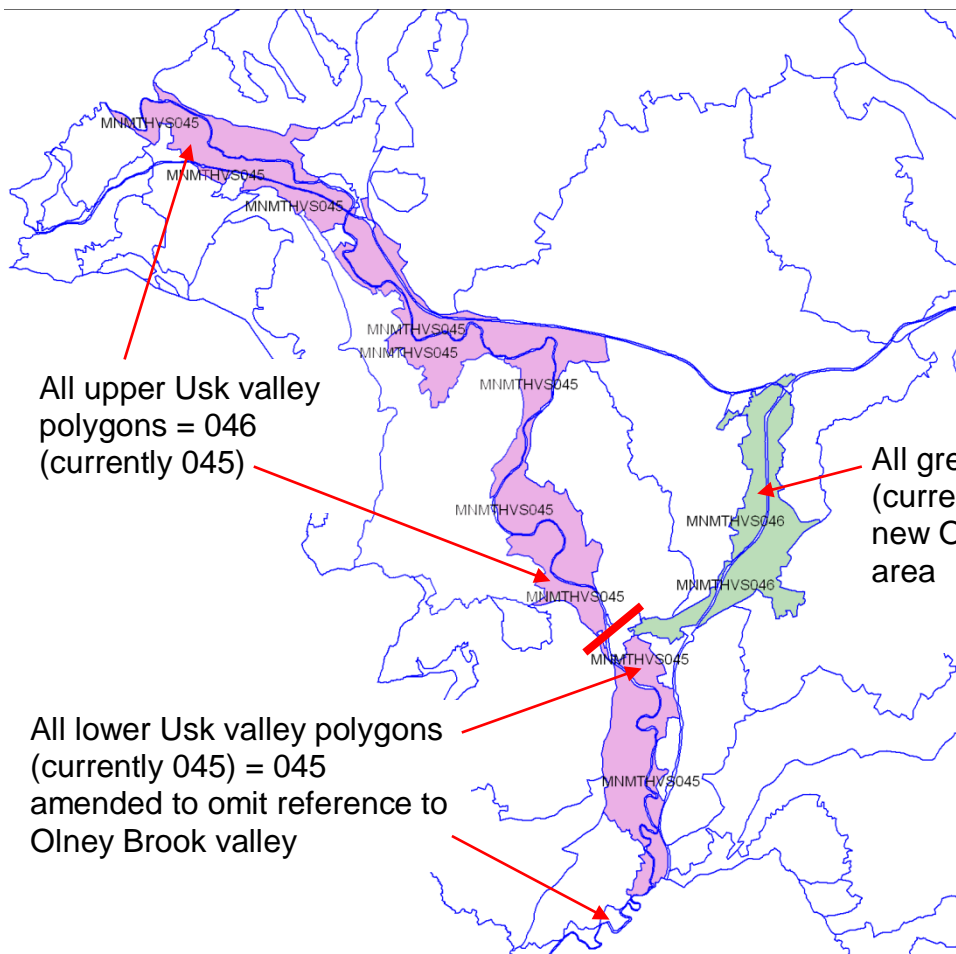 MNMTHVS045
MNMTHVS045
MNMTHVS045
MNMTHVS045
MNMTHVS045
MNMTHVS045
All upper Usk valley
polygons = 046
(currently 045)
All gre
(curre
new O
area
MNMTHVS045
MNMTHVS046
MNMTHVS046
MNMTHVS045
MNMTHVS045
All lower Usk valley polygons
(currently 045) = 045
amended to omit reference to
Olney Brook valley
MNMTHVS045